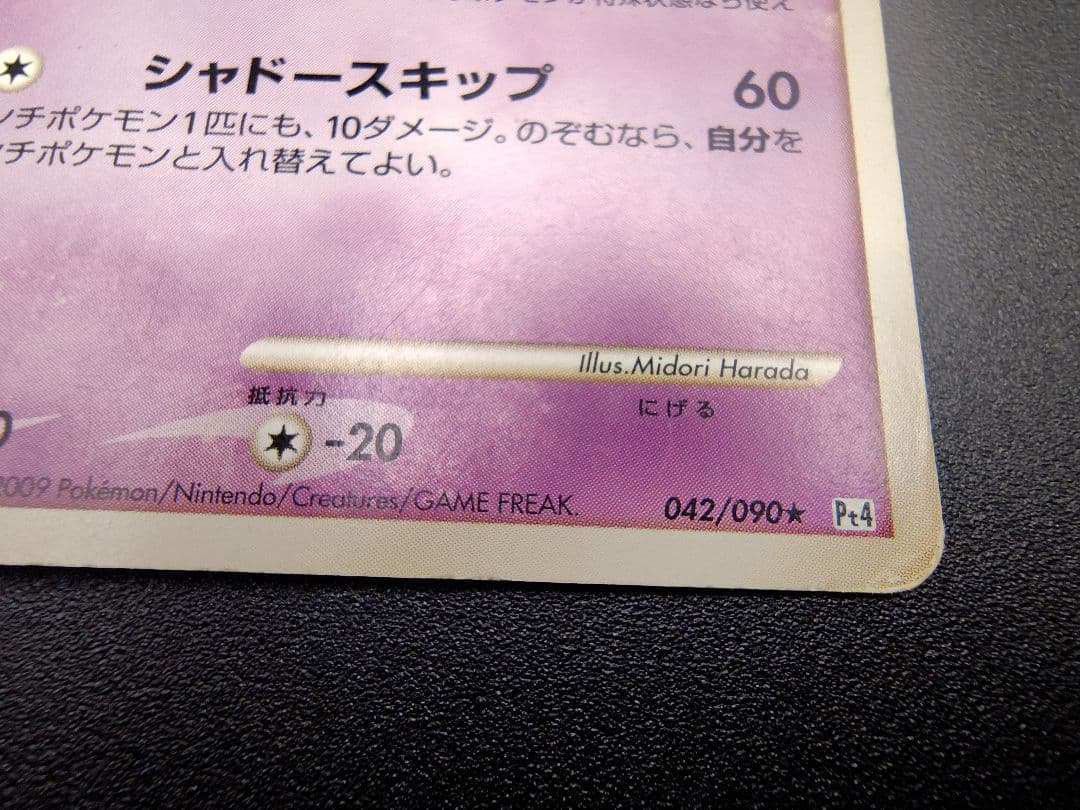 シャドースキップ 60
ンチポケモン1匹にも、10ダメージ。のぞむなら、自分を
ンチポケモンと入れ替えてよい。
Illus.Midori Harada
抵抗力 にげる
-20
2009 Pokémon/Nintendo/Creatures/GAME FREAK.
042/090★ Pt4